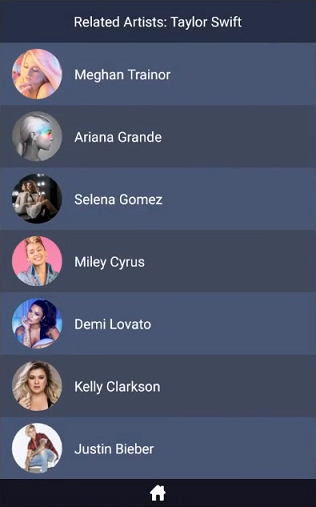 Related Artists: Taylor Swift
Meghan Trainor
Ariana Grande
Selena Gomez
Miley Cyrus
Demi Lovato
Kelly Clarkson
Justin Bieber